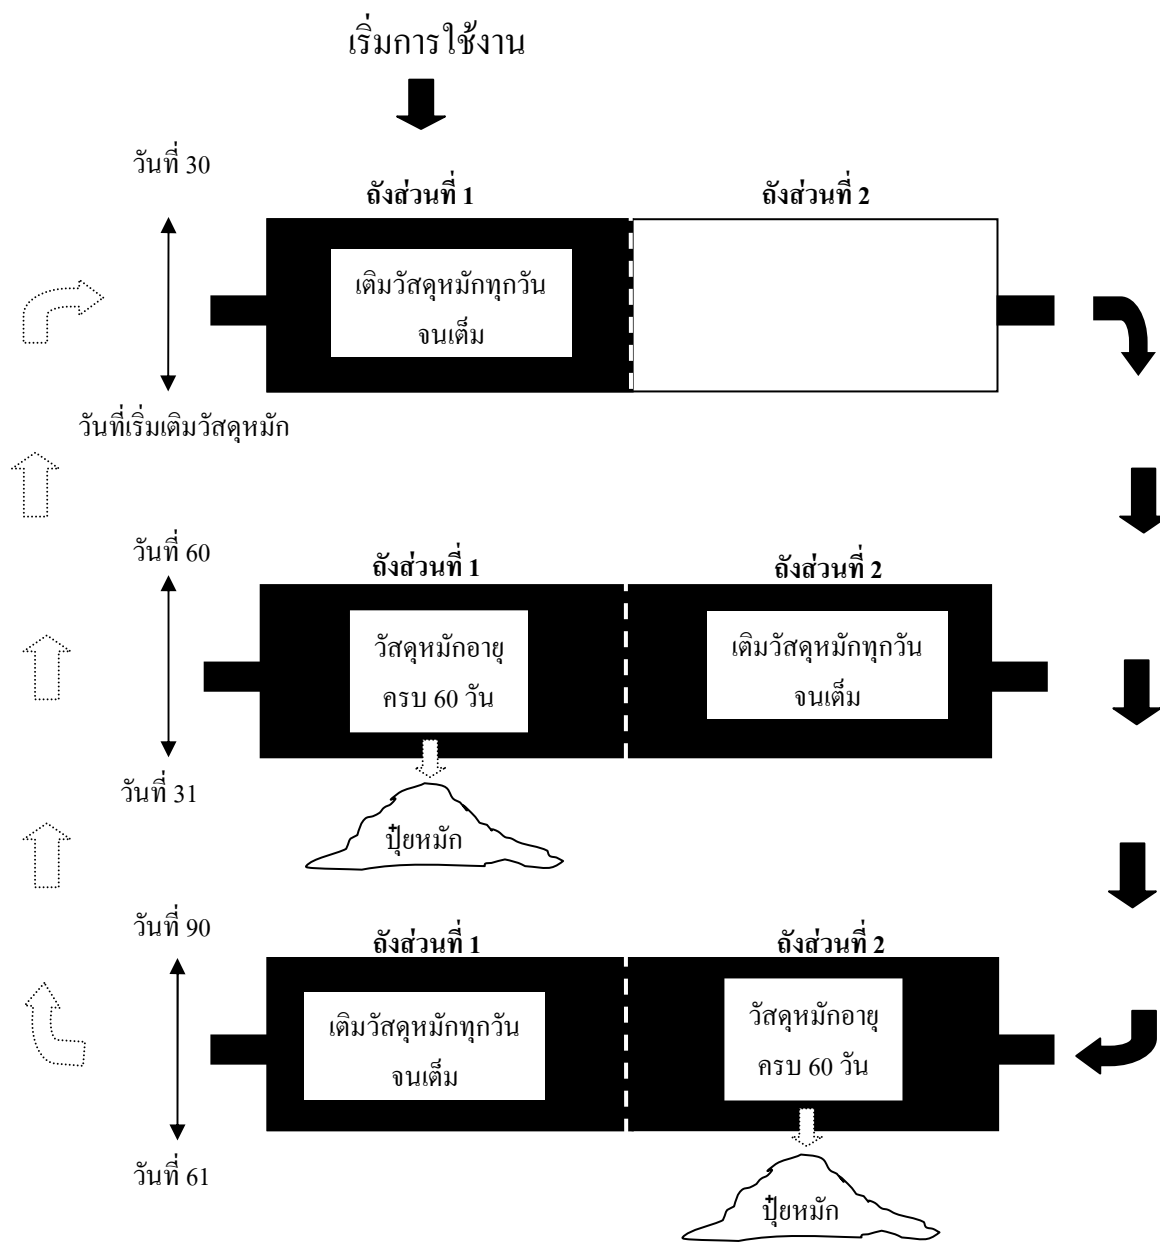 เริ่มการใช้งาน
วันที่ 30
ถังส่วนที่ 1
ถังส่วนที่ 2
เติมวัสดุหมักทุกวัน
จนเต็ม
วันที่เริ่มเติมวัสดุหมัก
วันที่ 60
ถังส่วนที่ 1
ถังส่วนที่ 2
วัสดุหมักอายุ
ครบ 60 วัน
เติมวัสดุหมักทุกวัน
จนเต็ม
วันที่ 31
ปุ๋ยหมัก
วันที่ 90
ถังส่วนที่ 1
ถังส่วนที่ 2
เติมวัสดุหมักทุกวัน
จนเต็ม
วัสดุหมักอายุ
ครบ 60 วัน
วันที่ 61
ปุ๋ยหมัก